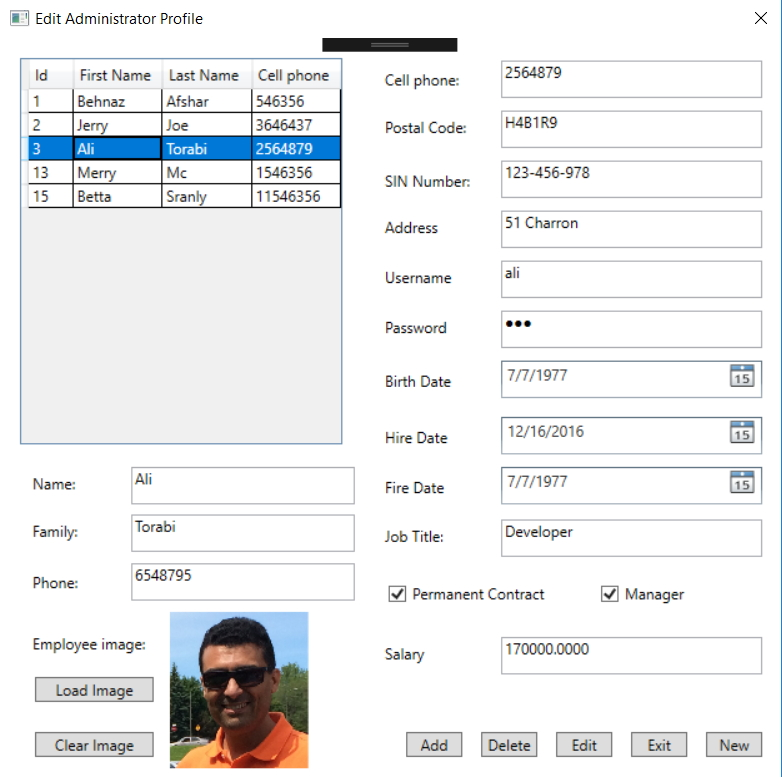 Edit Administrator Profile
Id First Name Last Name Cell phone
1 Behnaz Afshar 546356
2 Jerry Joe 3646437
3 Ali Torabi 2564879
13 Merry Mc 1546356
15 Betta Sranly 11546356
Name: Ali
Family: Torabi
Phone: 6548795
Employee image:
Load Image
Clear Image
Cell phone: 2564879
Postal Code: H4B1R9
SIN Number: 123-456-978
Address 51 Charron
Username ali
Password •••
Birth Date 7/7/1977 15
Hire Date 12/16/2016 15
Fire Date 7/7/1977 15
Job Title: Developer
Permanent Contract Manager
Salary 170000.0000
Add Delete Edit Exit New